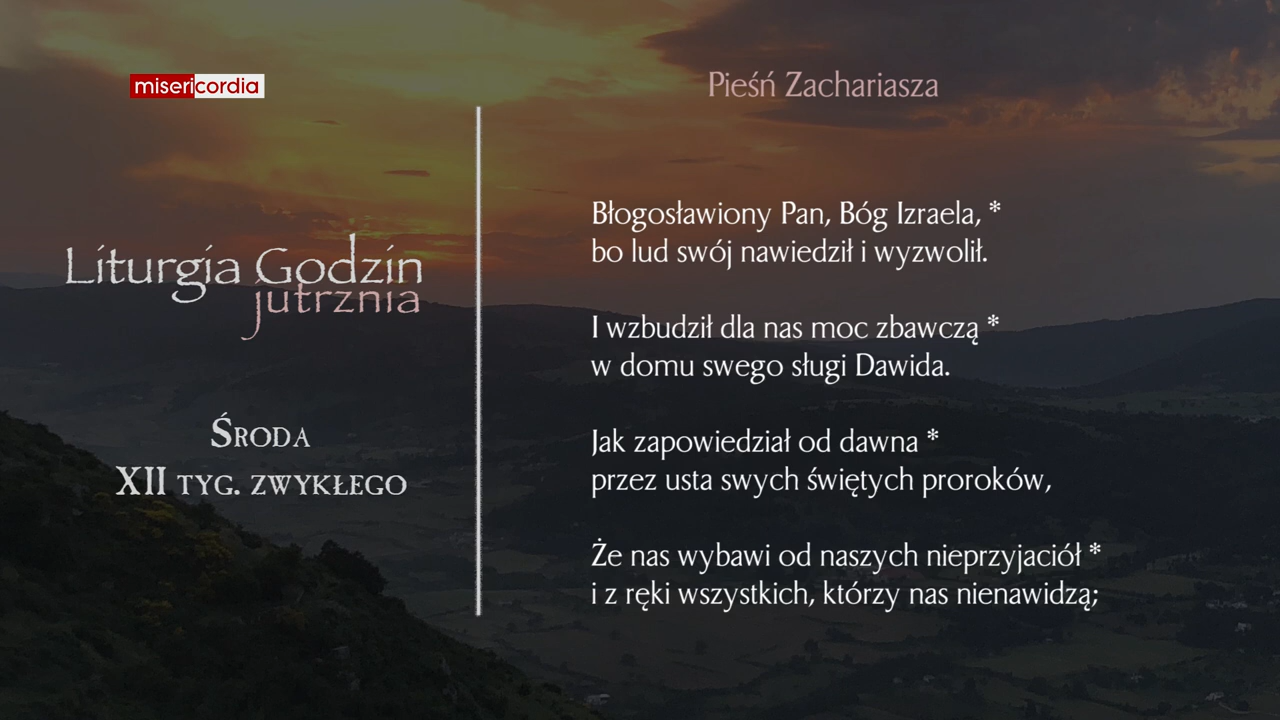 misericordia
Liturgia Godzin
jutrznia
Środa
XII tyg. zwykłego
Pieśń Zachariasza
Błogosławiony Pan, Bóg Izraela, *
bo lud swój nawiedził i wyzwolił.
I wzbudził dla nas moc zbawczą *
w domu swego sługi Dawida.
Jak zapowiedział od dawna *
przez usta swych świętych proroków,
Że nas wybawi od naszych nieprzyjaciół *
i z ręki wszystkich, którzy nas nienawidzą;